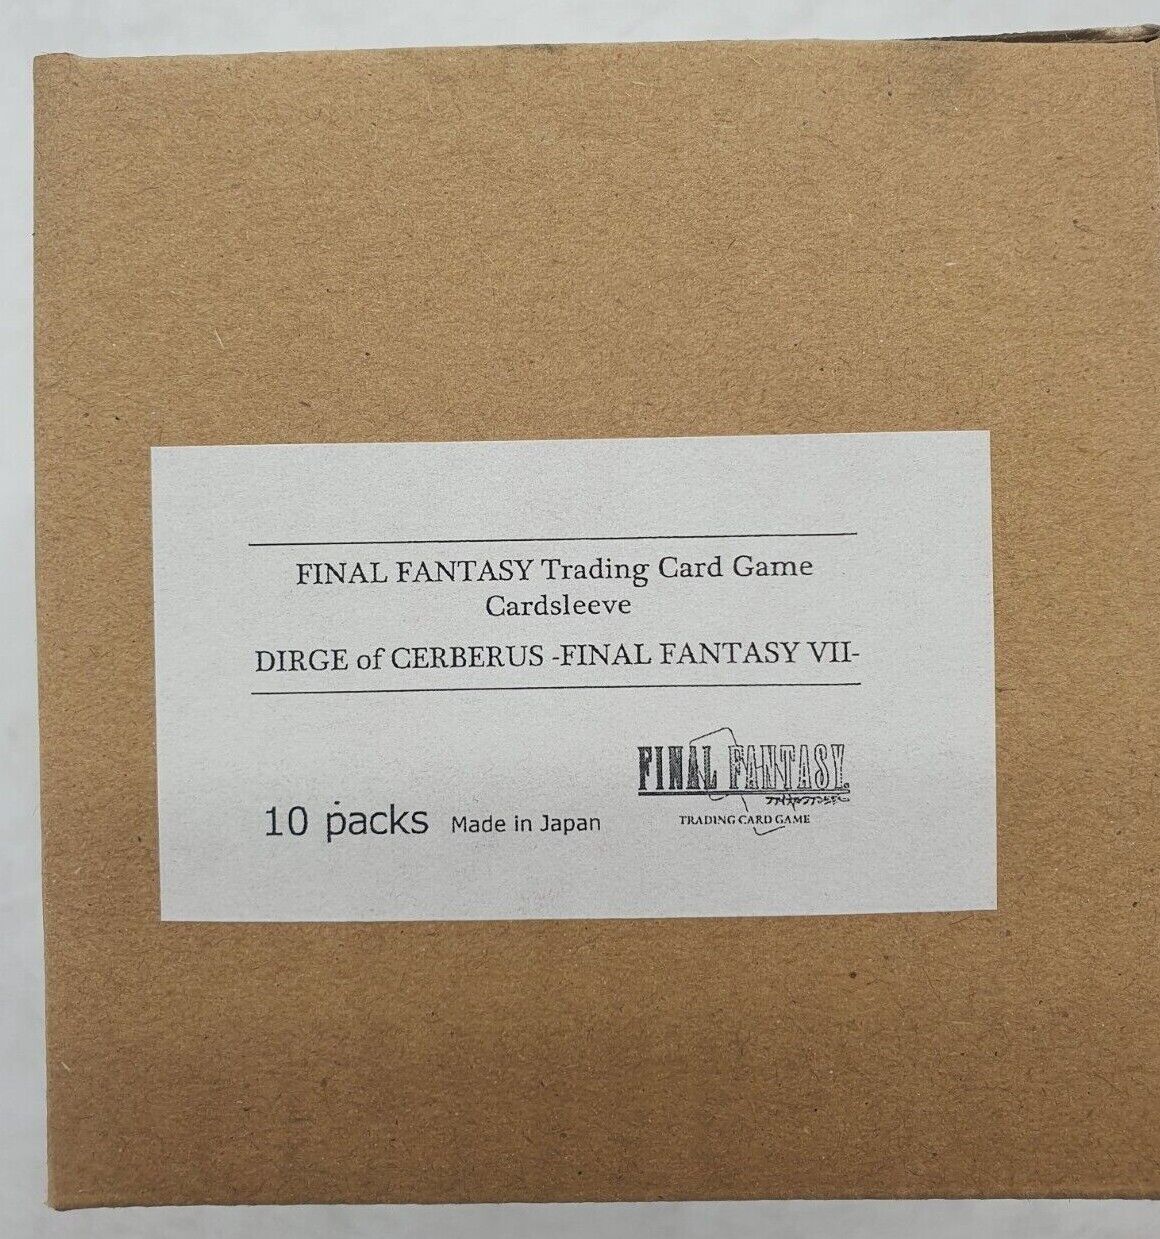 FINAL FANTASY Trading Card Game
Cardsleeve
DIRGE of CERBERUS -FINAL FANTASY VII-
10 packs Made in Japan
FINAL FANTASY
TRADING CARD GAME